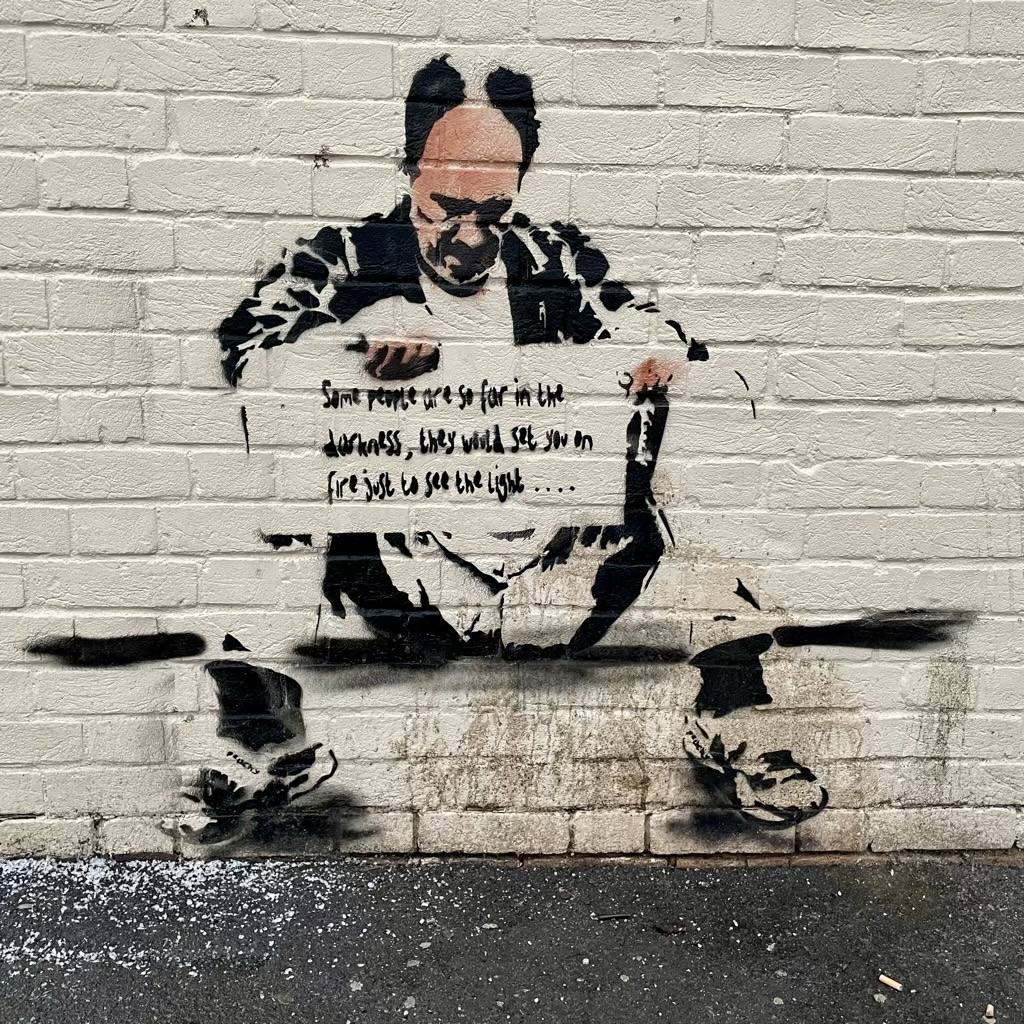 Some people are so far in the
darkness, they would set you on
fire just to see the light ....